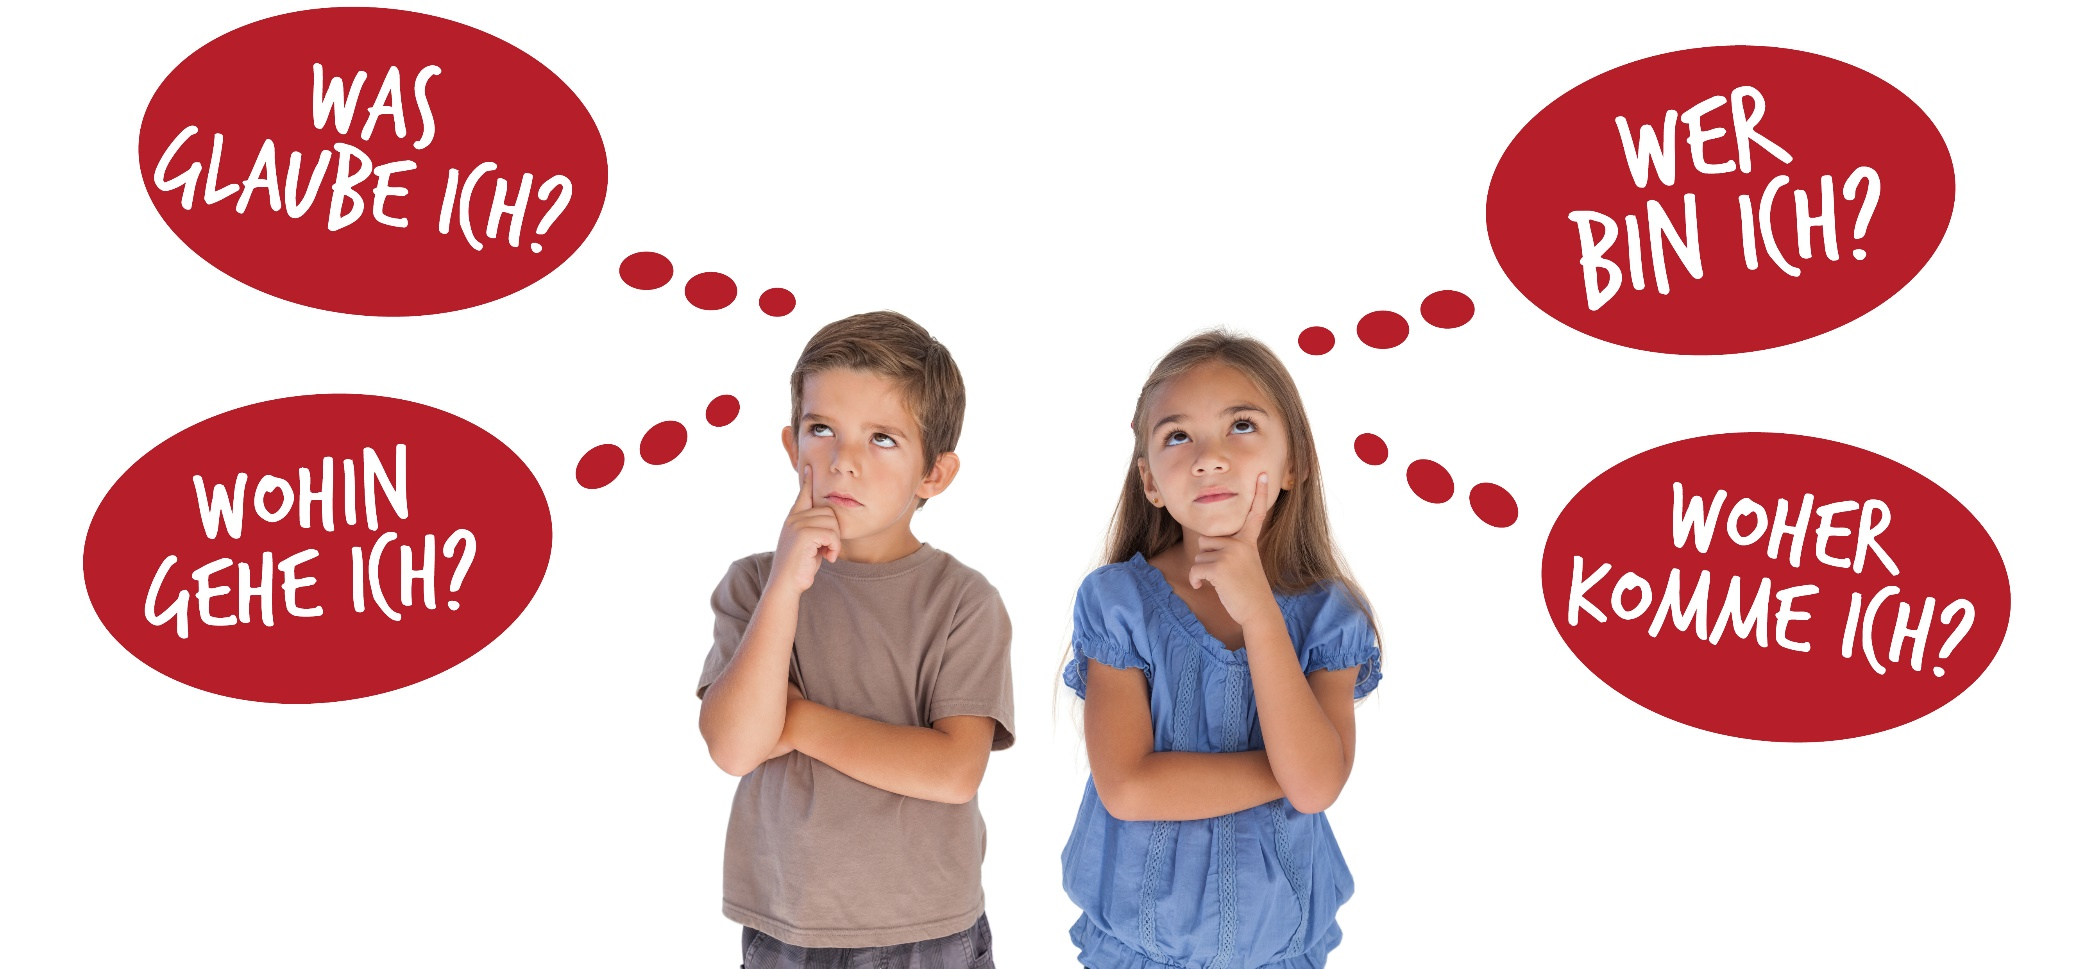 WAS
GLAUBE ICH?
WOHIN
GEHE ICH?
WER
BIN ICH?
WOHER
KOMME ICH?